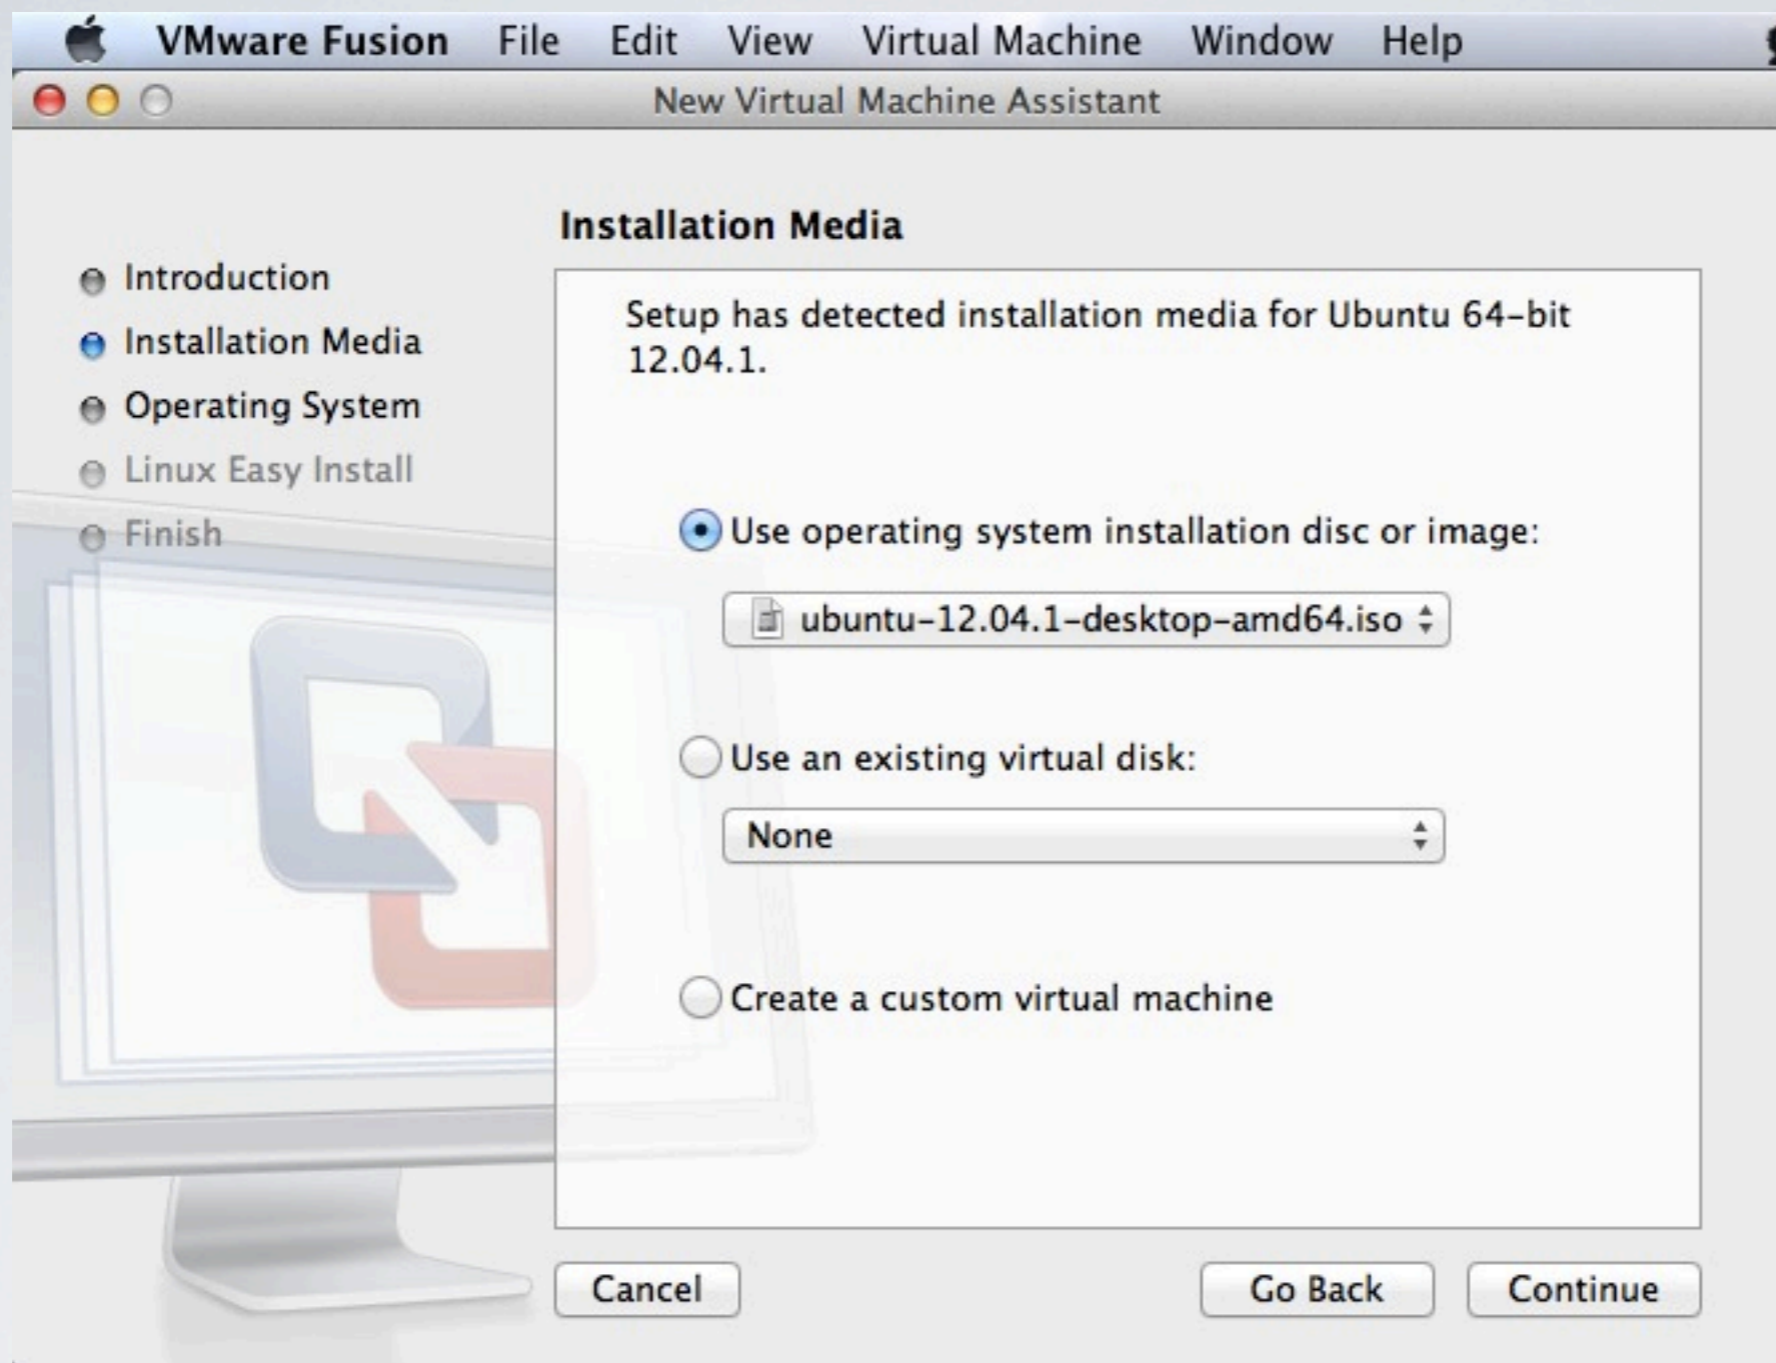 VMware Fusion File Edit View Virtual Machine Window Help
New Virtual Machine Assistant
Installation Media
Introduction
Installation Media
Operating System
Linux Easy Install
Finish
Setup has detected installation media for Ubuntu 64-bit
12.04.1.
Use operating system installation disc or image:
ubuntu-12.04.1-desktop-amd64.iso
Use an existing virtual disk:
None
Create a custom virtual machine
Cancel
Go Back
Continue